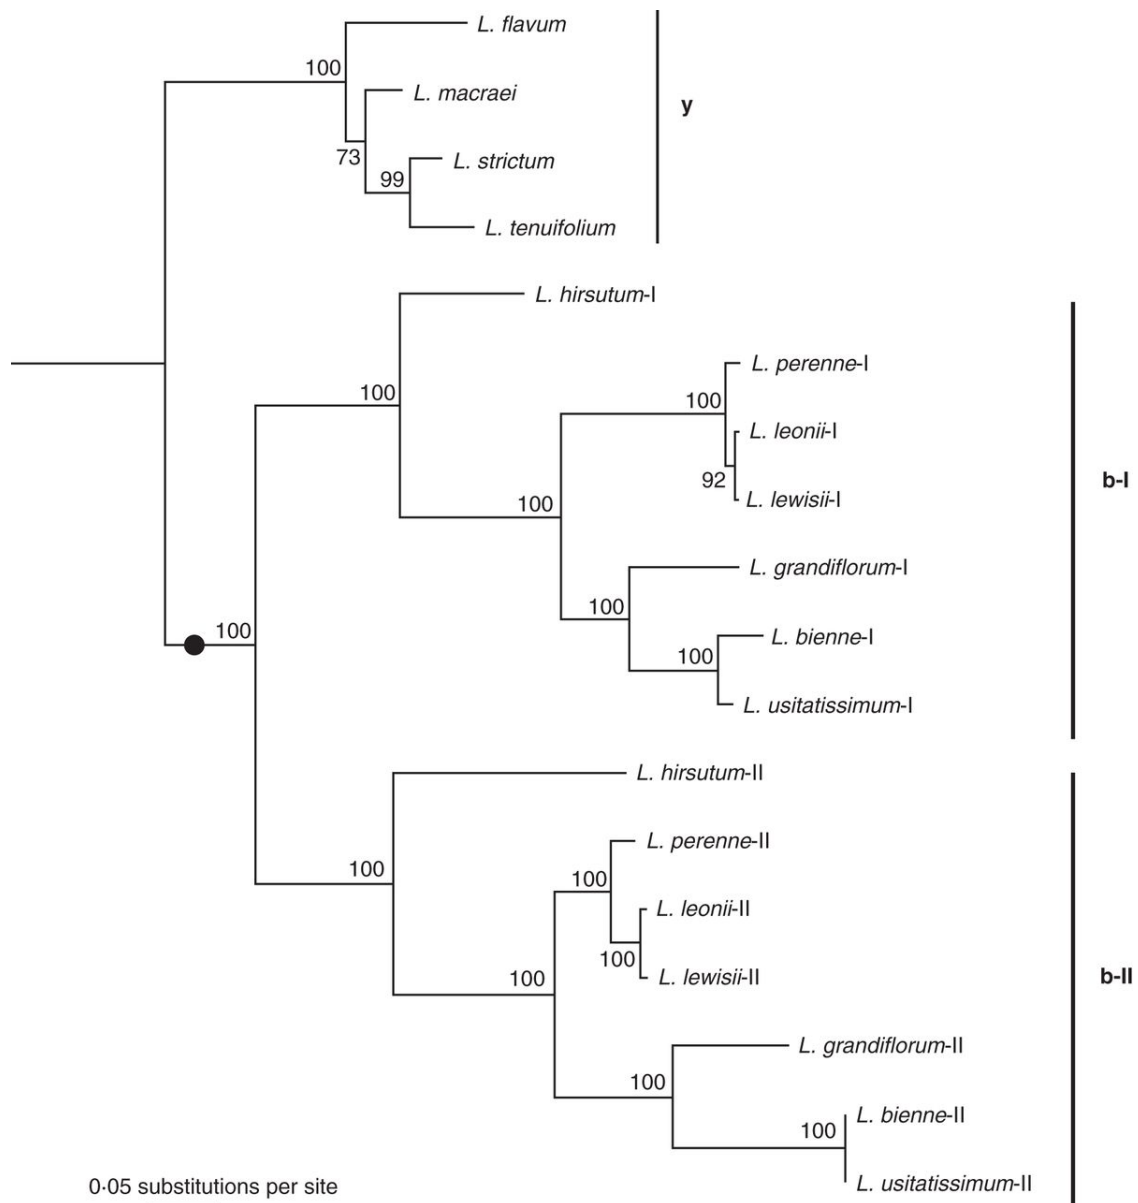 L. flavum
100
L. macraei
y
73
L. strictum
99
L. tenuifolium
L. hirsutum-I
L. perenne-I
100
100
L. leonii-I
92
b-I
L. lewisii-I
100
L. grandiflorum-I
100
100
L. bienne-I
100
L. usitatissimum-I
L. hirsutum-II
L. perenne-II
100
100
L. leonii-II
100
L. lewisii-II
b-II
100
L. grandiflorum-II
100
L. bienne-II
100
L. usitatissimum-II
0·05 substitutions per site